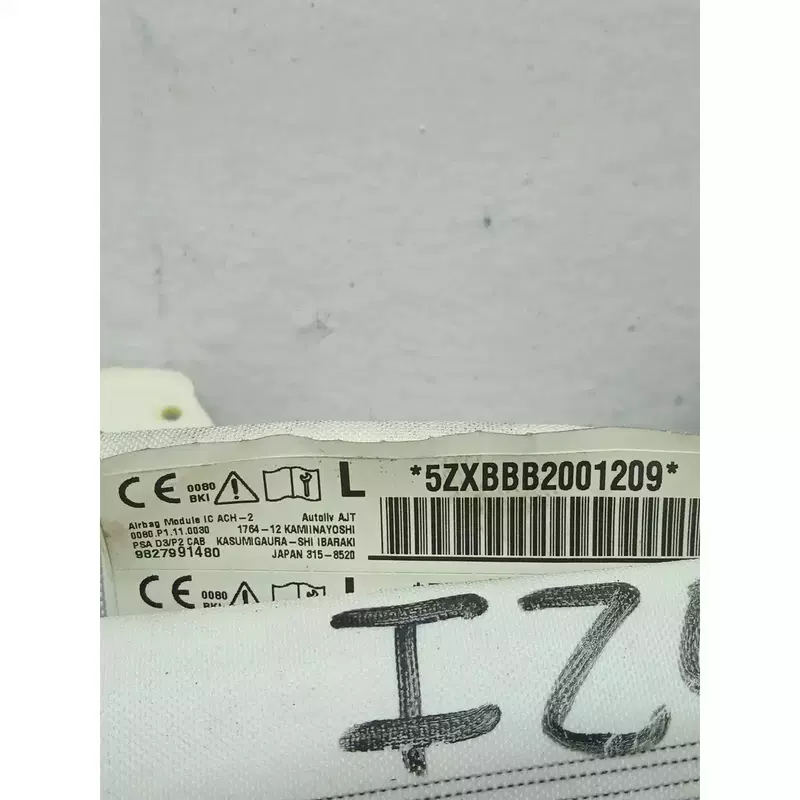 CE 0080 BKI L *5ZXBBB2001209*
Airbag Module IC ACH-2 Autoliv AJT
0080.P1.11.0030 1764-12 KAMIINAYOSHI
PSA D3/P2 CAB KASUMIGAURA-SHI IBARAKI
9827991480 JAPAN 315-8520
CE 0080 BKI L
IZ